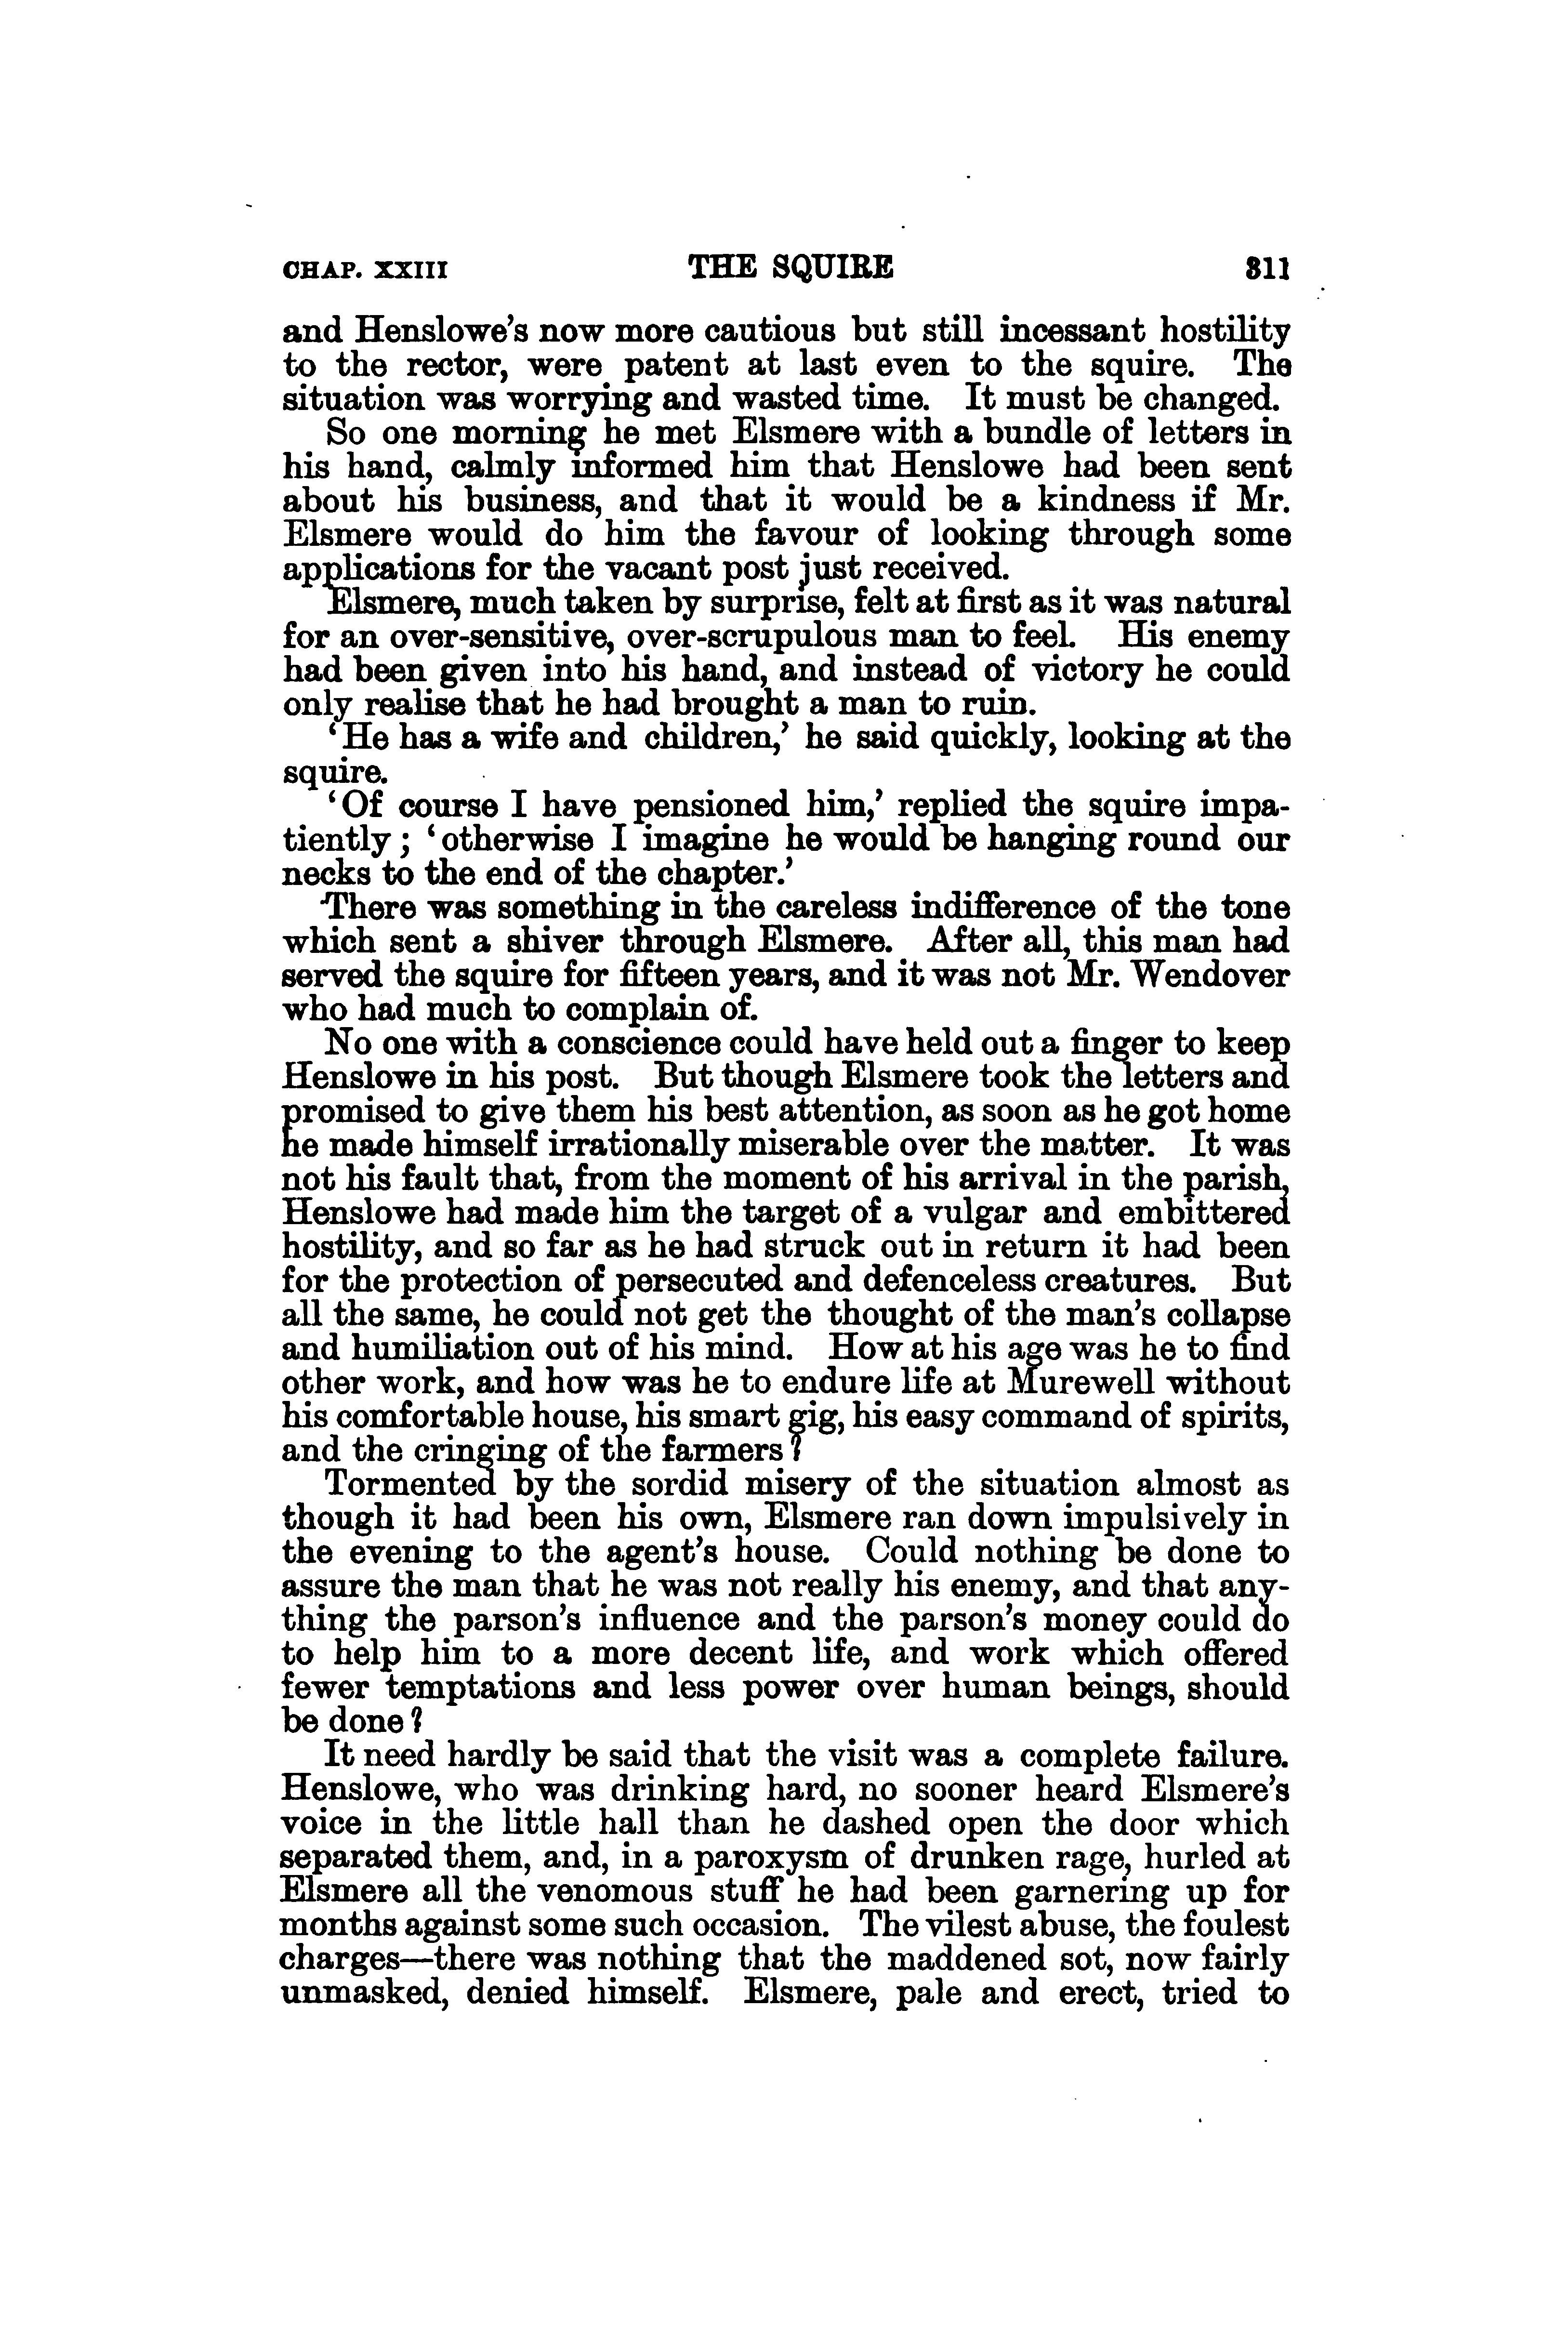 CHAP. XXIII THE SQUIRE 311
and Henslowe's now more cautious but still incessant hostility
to the rector, were patent at last even to the squire. The
situation was worrying and wasted time. It must be changed.
So one morning he met Elsmere with a bundle of letters in
his hand, calmly informed him that Henslowe had been sent
about his business, and that it would be a kindness if Mr.
Elsmere would do him the favour of looking through some
applications for the vacant post just received.
Elsmere, much taken by surprise, felt at first as it was natural
for an over-sensitive, over-scrupulous man to feel. His enemy
had been given into his hand, and instead of victory he could
only realise that he had brought a man to ruin.
‘He has a wife and children,’ he said quickly, looking at the
squire.
‘Of course I have pensioned him,’ replied the squire impa-
tiently; ‘otherwise I imagine he would be hanging round our
necks to the end of the chapter.’
There was something in the careless indifference of the tone
which sent a shiver through Elsmere. After all, this man had
served the squire for fifteen years, and it was not Mr. Wendover
who had much to complain of.
No one with a conscience could have held out a finger to keep
Henslowe in his post. But though Elsmere took the letters and
promised to give them his best attention, as soon as he got home
he made himself irrationally miserable over the matter. It was
not his fault that, from the moment of his arrival in the parish,
Henslowe had made him the target of a vulgar and embittered
hostility, and so far as he had struck out in return it had been
for the protection of persecuted and defenceless creatures. But
all the same, he could not get the thought of the man's collapse
and humiliation out of his mind. How at his age was he to find
other work, and how was he to endure life at Murewell without
his comfortable house, his smart gig, his easy command of spirits,
and the cringing of the farmers?
Tormented by the sordid misery of the situation almost as
though it had been his own, Elsmere ran down impulsively in
the evening to the agent's house. Could nothing be done to
assure the man that he was not really his enemy, and that any-
thing the parson's influence and the parson's money could do
to help him to a more decent life, and work which offered
fewer temptations and less power over human beings, should
be done?
It need hardly be said that the visit was a complete failure.
Henslowe, who was drinking hard, no sooner heard Elsmere's
voice in the little hall than he dashed open the door which
separated them, and, in a paroxysm of drunken rage, hurled at
Elsmere all the venomous stuff he had been garnering up for
months against some such occasion. The vilest abuse, the foulest
charges—there was nothing that the maddened sot, now fairly
unmasked, denied himself. Elsmere, pale and erect, tried to